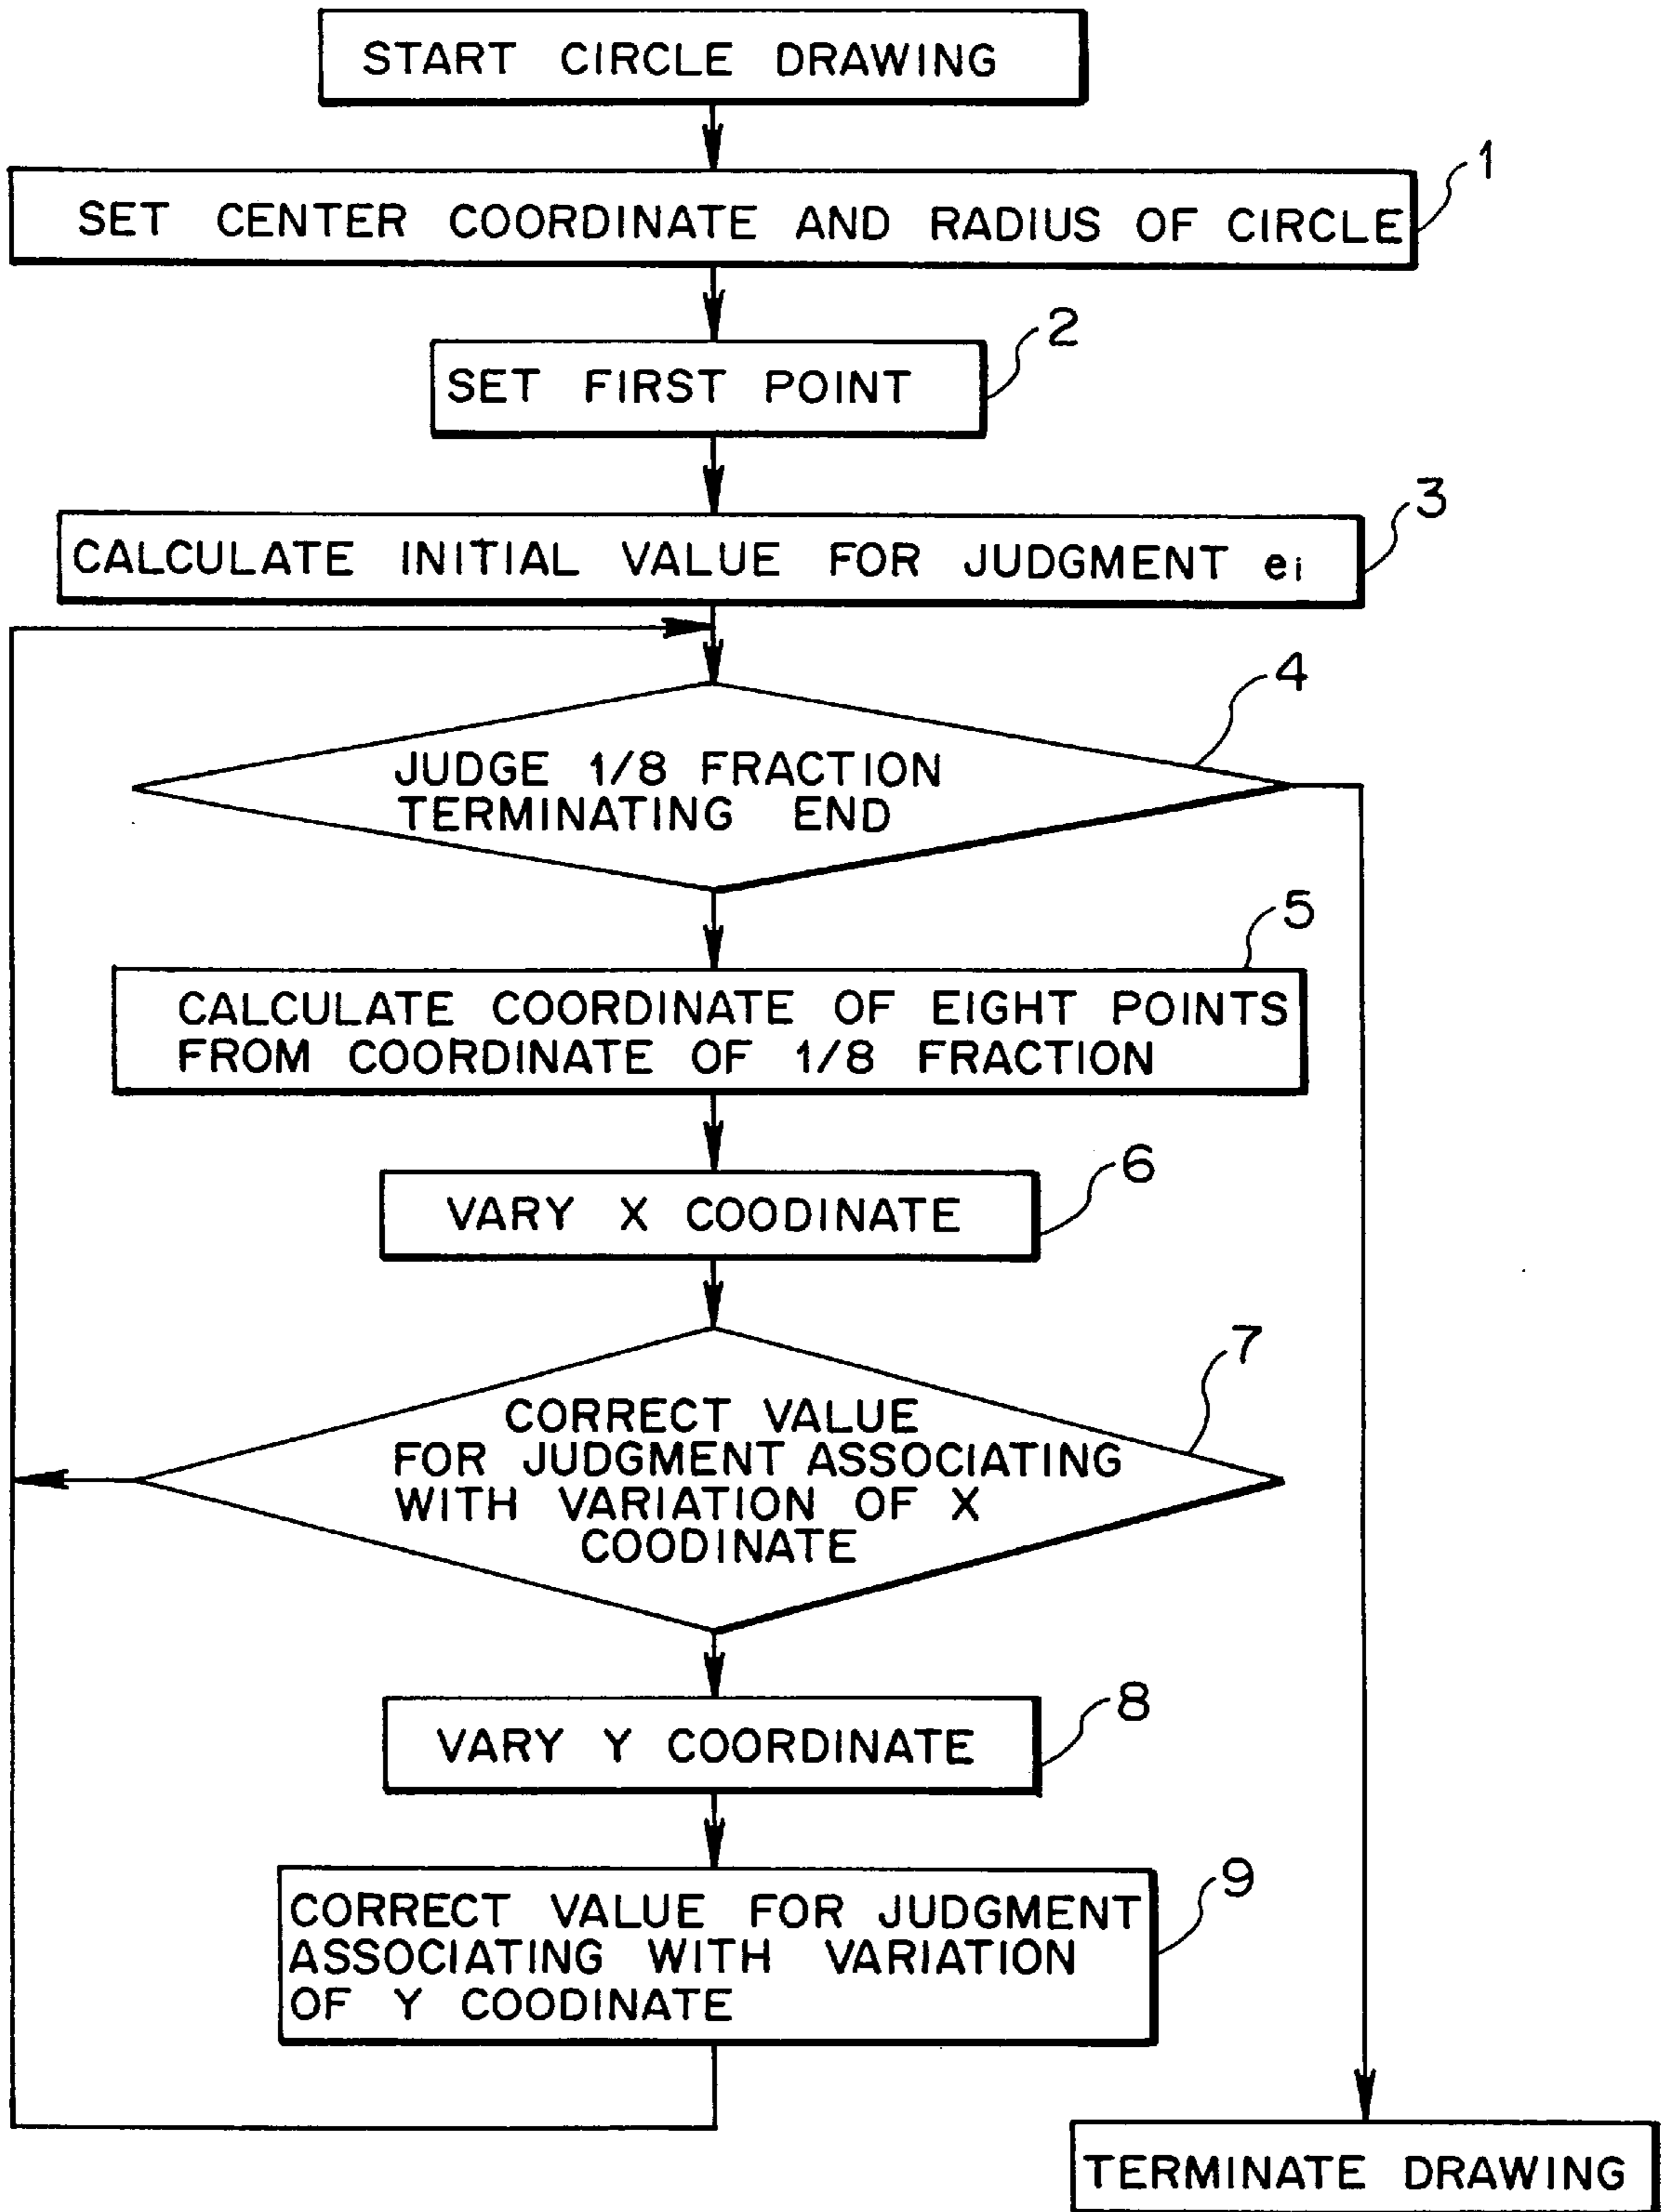 START CIRCLE DRAWING
1
SET CENTER COORDINATE AND RADIUS OF CIRCLE
2
SET FIRST POINT
3
CALCULATE INITIAL VALUE FOR JUDGMENT ei
4
JUDGE 1/8 FRACTION
TERMINATING END
5
CALCULATE COORDINATE OF EIGHT POINTS
FROM COORDINATE OF 1/8 FRACTION
6
VARY X COODINATE
7
CORRECT VALUE
FOR JUDGMENT ASSOCIATING
WITH VARIATION OF X
COODINATE
8
VARY Y COORDINATE
9
CORRECT VALUE FOR JUDGMENT
ASSOCIATING WITH VARIATION
OF Y COODINATE
TERMINATE DRAWING